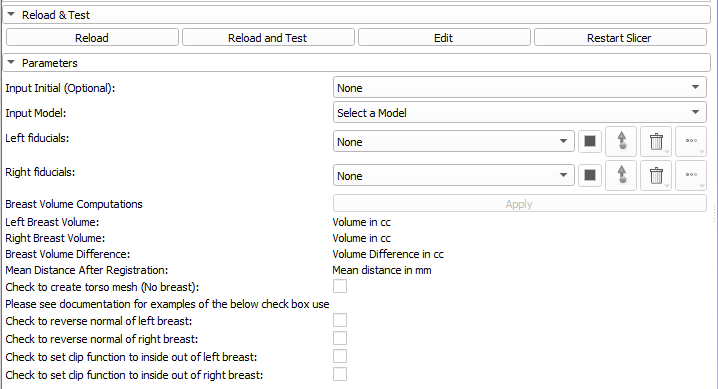 Reload & Test
Reload Reload and Test Edit Restart Slicer
Parameters
Input Initial (Optional): None
Input Model: Select a Model
Left fiducials: None
Right fiducials: None
Breast Volume Computations Apply
Left Breast Volume: Volume in cc
Right Breast Volume: Volume in cc
Breast Volume Difference: Volume Difference in cc
Mean Distance After Registration: Mean distance in mm
Check to create torso mesh (No breast):
Please see documentation for examples of the below check box use
Check to reverse normal of left breast:
Check to reverse normal of right breast:
Check to set clip function to inside out of left breast:
Check to set clip function to inside out of right breast: